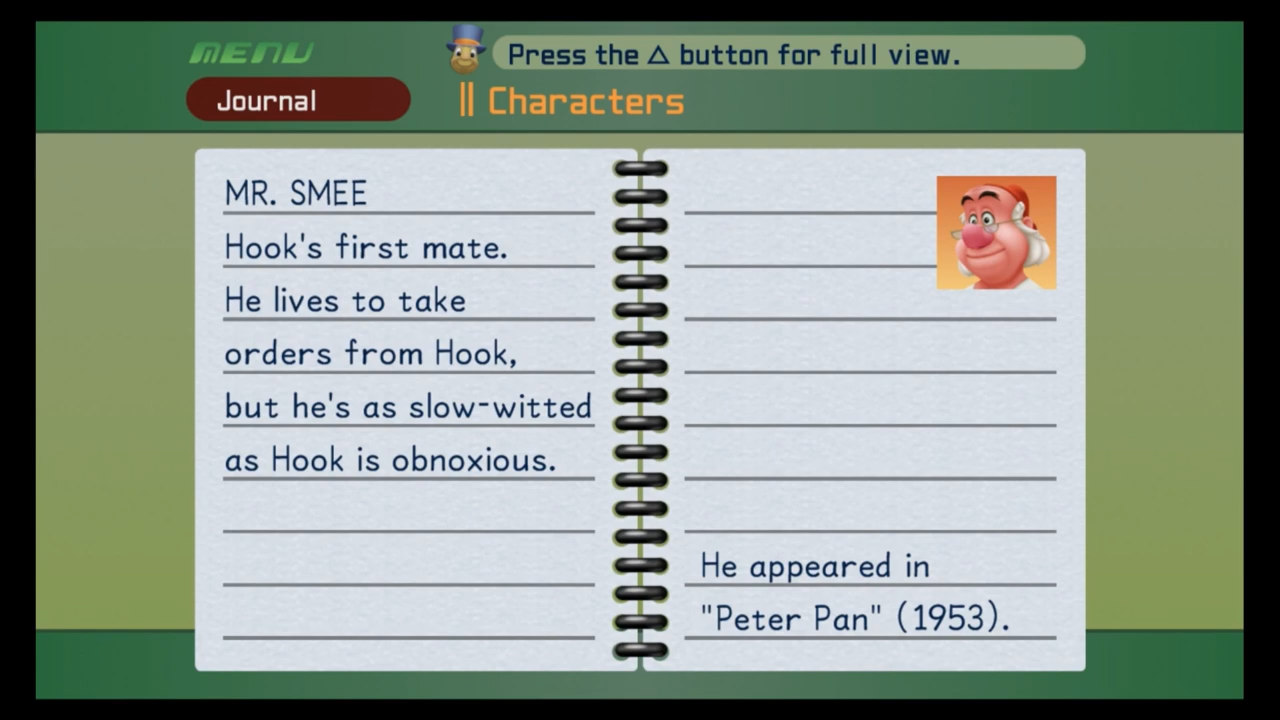 MENU
Press the △ button for full view.
Journal
Characters
MR. SMEE
Hook's first mate.
He lives to take
orders from Hook,
but he's as slow-witted
as Hook is obnoxious.
He appeared in
"Peter Pan" (1953).